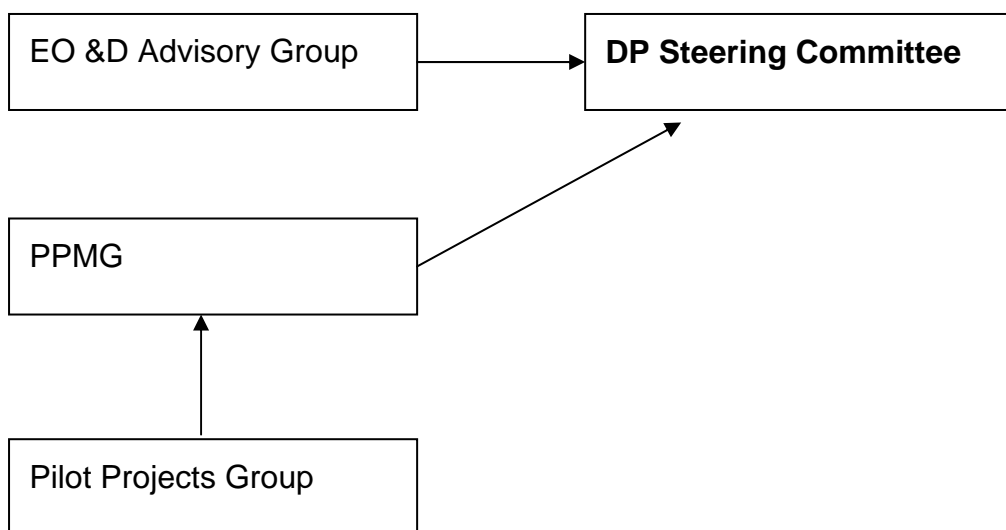 EO &D Advisory Group
DP Steering Committee
PPMG
Pilot Projects Group